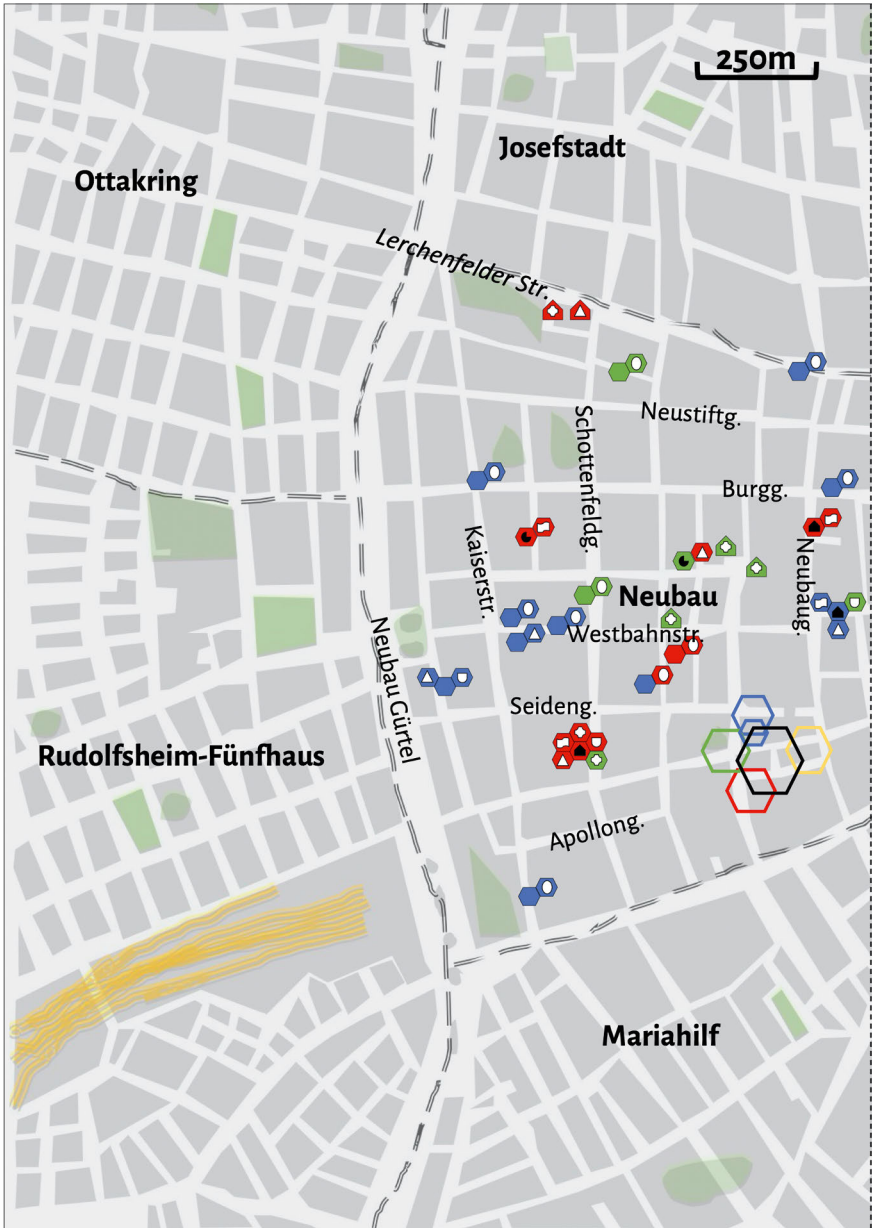 250m
Josefstadt
Ottakring
Lerchenfelder Str.
Neustiftg.
Schottenfeldg.
Burgg.
Kaiserstr.
Neubaug.
Neubau
Westbahnstr.
Neubau Gürtel
Seideng.
Rudolfsheim-Fünfhaus
Apollong.
Mariahilf